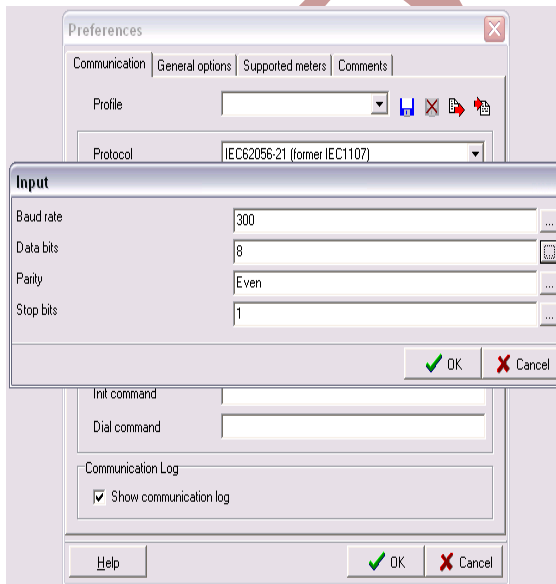 Preferences
Communication General options Supported meters Comments
Profile
Protocol IEC62056-21 (former IEC1107)
Input
Baud rate 300
Data bits 8
Parity Even
Stop bits 1
OK Cancel
Init command
Dial command
Communication Log
Show communication log
Help OK Cancel